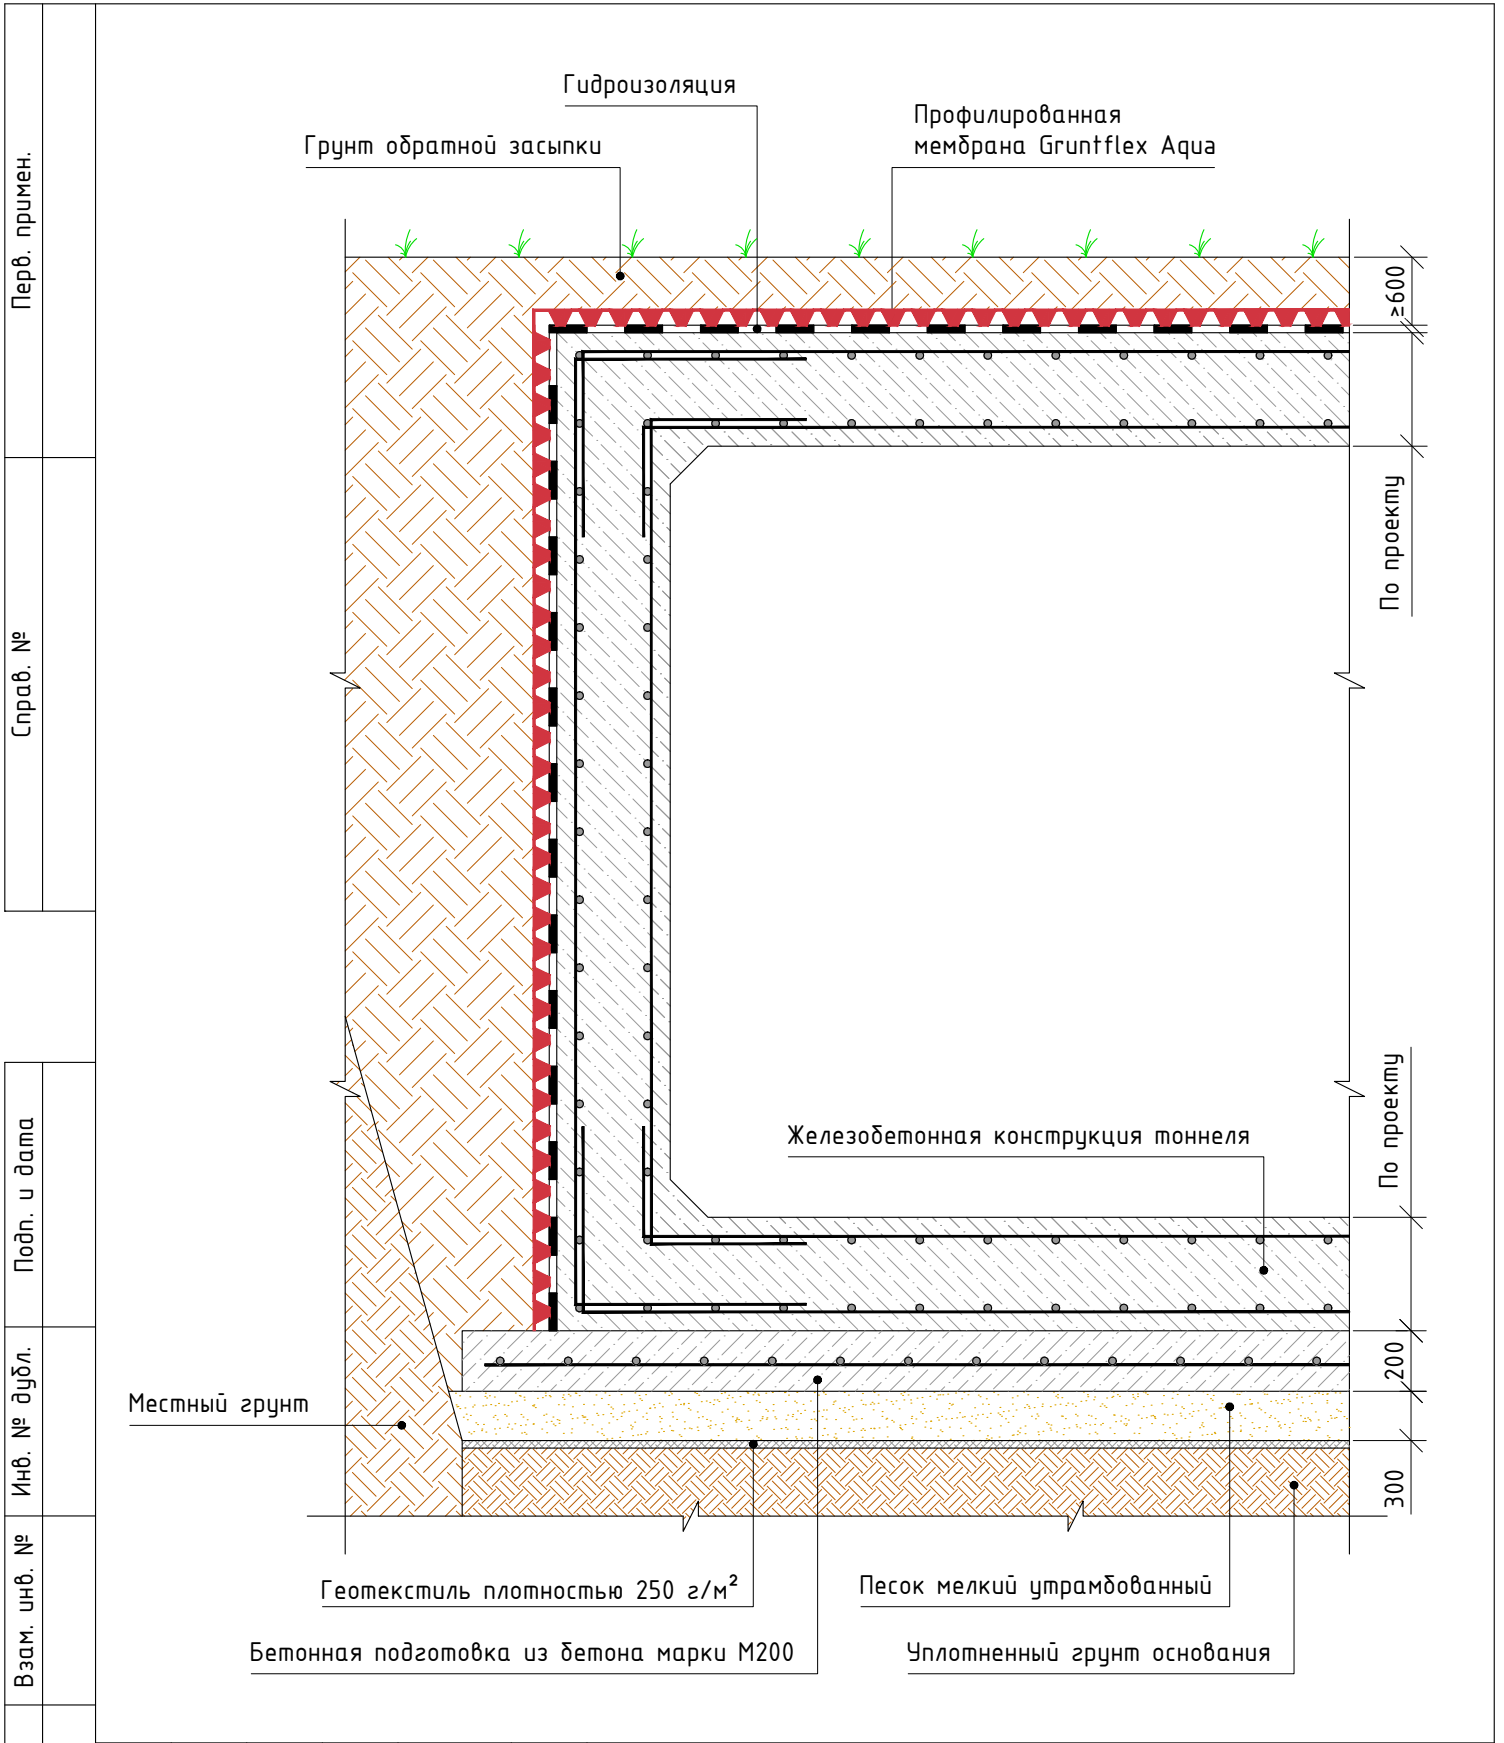 Гидроизоляция
Профилированная
мембрана Gruntflex Aqua
Грунт обратной засыпки
≥600
По проекту
По проекту
Железобетонная конструкция тоннеля
200
300
Местный грунт
Геотекстиль плотностью 250 г/м²
Песок мелкий утрамбованный
Бетонная подготовка из бетона марки М200
Уплотненный грунт основания
Перв. примен.
Справ. №
Подп. и дата
Инв. № дубл.
Взам. инв. №